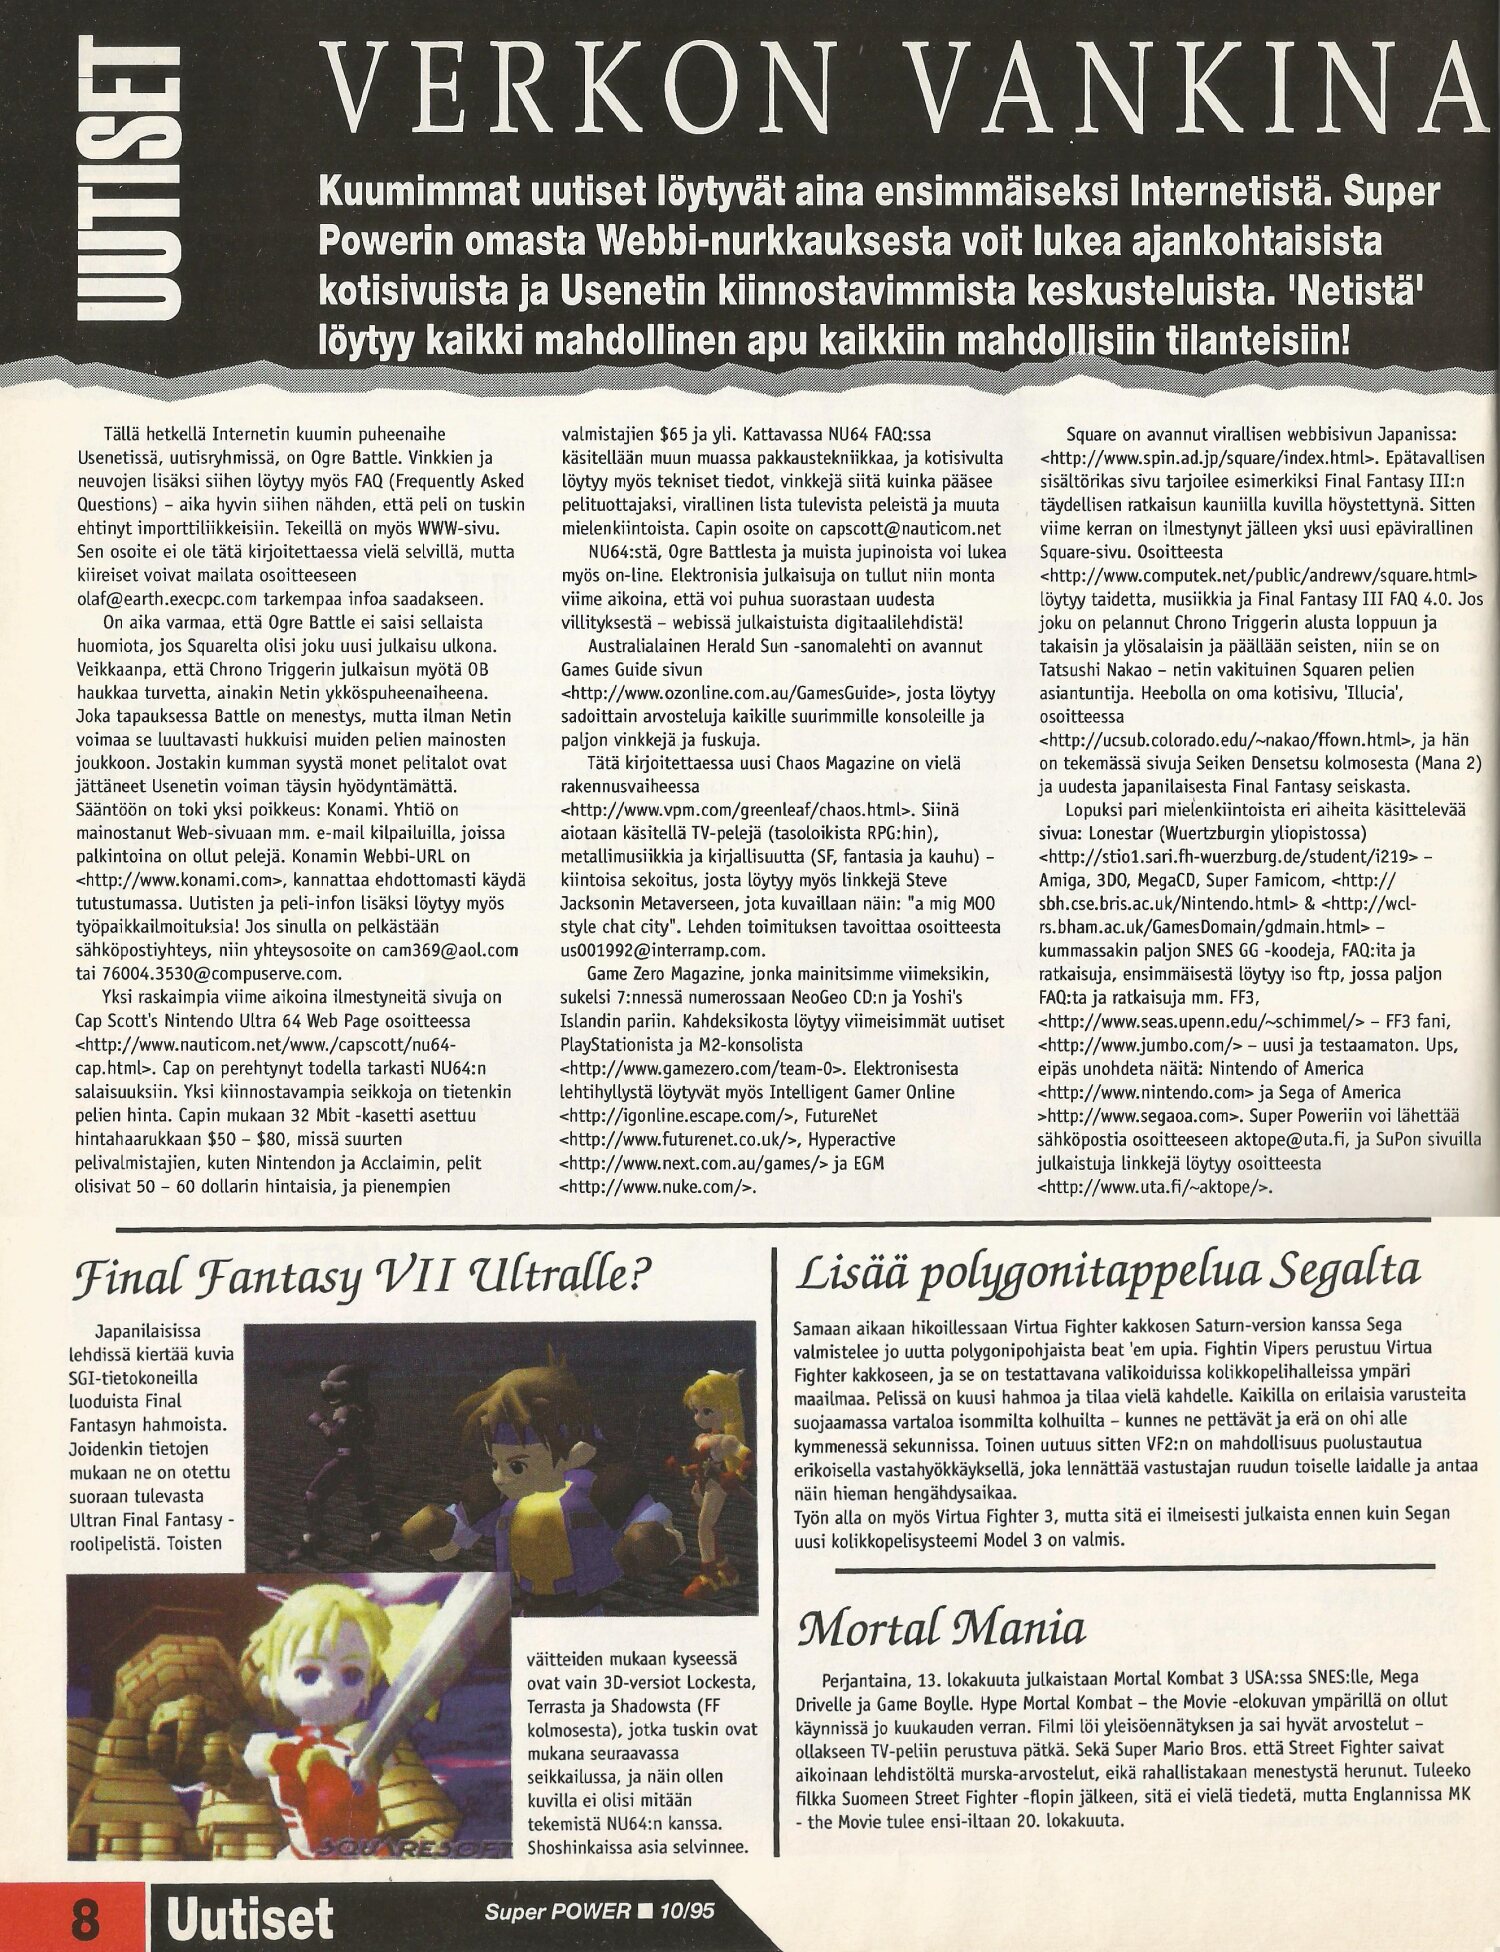 UUTISET
VERKON VANKINA
Kuumimmat uutiset löytyvät aina ensimmäiseksi Internetistä. Super
Powerin omasta Webbi-nurkkauksesta voit lukea ajankohtaisista
kotisivuista ja Usenetin kiinnostavimmista keskusteluista. 'Netistä'
löytyy kaikki mahdollinen apu kaikkiin mahdollisiin tilanteisiin!
Tällä hetkellä Internetin kuumin puheenaihe
Usenetissä, uutisryhmissä, on Ogre Battle. Vinkkien ja
neuvojen lisäksi siihen löytyy myös FAQ (Frequently Asked
Questions) – aika hyvin siihen nähden, että peli on tuskin
ehtinyt importtiliikkeisiin. Tekeillä on myös WWW-sivu.
Sen osoite ei ole tätä kirjoitettaessa vielä selvillä, mutta
kiireiset voivat mailata osoitteeseen
olaf@earth.execpc.com tarkempaa infoa saadakseen.
On aika varmaa, että Ogre Battle ei saisi sellaista
huomiota, jos Squarelta olisi joku uusi julkaisu ulkona.
Veikkaanpa, että Chrono Triggerin julkaisun myötä OB
haukkaa turvetta, ainakin Netin ykköspuheenaiheena.
Joka tapauksessa Battle on menestys, mutta ilman Netin
voimaa se luultavasti hukkuisi muiden pelien mainosten
joukkoon. Jostakin kumman syystä monet pelitalot ovat
jättäneet Usenetin voiman täysin hyödyntämättä.
Sääntöön on toki yksi poikkeus: Konami. Yhtiö on
mainostanut Web-sivuaan mm. e-mail kilpailuilla, joissa
palkintoina on ollut pelejä. Konamin Webbi-URL on
<http://www.konami.com>, kannattaa ehdottomasti käydä
tutustumassa. Uutisten ja peli-infon lisäksi löytyy myös
työpaikkailmoituksia! Jos sinulla on pelkästään
sähköpostiyhteys, niin yhteysosoite on cam369@aol.com
tai 76004.3530@compuserve.com.
Yksi raskaimpia viime aikoina ilmestyneitä sivuja on
Cap Scott's Nintendo Ultra 64 Web Page osoitteessa
<http://www.nauticom.net/www./capscott/nu64-
cap.html>. Cap on perehtynyt todella tarkasti NU64:n
salaisuuksiin. Yksi kiinnostavampia seikkoja on tietenkin
pelien hinta. Capin mukaan 32 Mbit -kasetti asettuu
hintahaarukkaan $50 – $80, missä suurten
pelivalmistajien, kuten Nintendon ja Acclaimin, pelit
olisivat 50 – 60 dollarin hintaisia, ja pienempien
valmistajien $65 ja yli. Kattavassa NU64 FAQ:ssa
käsitellään muun muassa pakkaustekniikkaa, ja kotisivulta
löytyy myös tekniset tiedot, vinkkejä siitä kuinka pääsee
pelituottajaksi, virallinen lista tulevista peleistä ja muuta
mielenkiintoista. Capin osoite on capscott@nauticom.net
NU64:stä, Ogre Battlesta ja muista jupinoista voi lukea
myös on-line. Elektronisia julkaisuja on tullut niin monta
viime aikoina, että voi puhua suorastaan uudesta
villityksestä – webissä julkaistuista digitaalilehdistä!
Australialainen Herald Sun -sanomalehti on avannut
Games Guide sivun
<http://www.ozonline.com.au/GamesGuide>, josta löytyy
sadoittain arvosteluja kaikille suurimmille konsoleille ja
paljon vinkkejä ja fuskuja.
Tätä kirjoitettaessa uusi Chaos Magazine on vielä
rakennusvaiheessa
<http://www.vpm.com/greenleaf/chaos.html>. Siinä
aiotaan käsitellä TV-pelejä (tasoloikista RPG:hin),
metallimusiikkia ja kirjallisuutta (SF, fantasia ja kauhu) –
kiintoisa sekoitus, josta löytyy myös linkkejä Steve
Jacksonin Metaverseen, jota kuvaillaan näin: "a mig MOO
style chat city". Lehden toimituksen tavoittaa osoitteesta
us001992@interramp.com.
Game Zero Magazine, jonka mainitsimme viimeksikin,
sukelsi 7:nnessä numerossaan NeoGeo CD:n ja Yoshi's
Islandin pariin. Kahdeksikosta löytyy viimeisimmät uutiset
PlayStationista ja M2-konsolista
<http://www.gamezero.com/team-0>. Elektronisesta
lehtihyllystä löytyvät myös Intelligent Gamer Online
<http://igonline.escape.com/>, FutureNet
<http://www.futurenet.co.uk/>, Hyperactive
<http://www.next.com.au/games/> ja EGM
<http://www.nuke.com/>.
Square on avannut virallisen webbisivun Japanissa:
<http://www.spin.ad.jp/square/index.html>. Epätavallisen
sisältörikas sivu tarjoilee esimerkiksi Final Fantasy III:n
täydellisen ratkaisun kauniilla kuvilla höystettynä. Sitten
viime kerran on ilmestynyt jälleen yksi uusi epävirallinen
Square-sivu. Osoitteesta
<http://www.computek.net/public/andrewv/square.html>
löytyy taidetta, musiikkia ja Final Fantasy III FAQ 4.0. Jos
joku on pelannut Chrono Triggerin alusta loppuun ja
takaisin ja ylösalaisin ja päällään seisten, niin se on
Tatsushi Nakao – netin vakituinen Squaren pelien
asiantuntija. Heebolla on oma kotisivu, 'Illucia',
osoitteessa
<http://ucsub.colorado.edu/~nakao/ffown.html>, ja hän
on tekemässä sivuja Seiken Densetsu kolmosesta (Mana 2)
ja uudesta japanilaisesta Final Fantasy seiskasta.
Lopuksi pari mielenkiintoista eri aiheita käsittelevää
sivua: Lonestar (Wuertzburgin yliopistossa)
<http://stio1.sari.fh-wuerzburg.de/student/i219> –
Amiga, 3DO, MegaCD, Super Famicom, <http://
sbh.cse.bris.ac.uk/Nintendo.html> & <http://wcl-
rs.bham.ac.uk/GamesDomain/gdmain.html> –
kummassakin paljon SNES GG -koodeja, FAQ:ita ja
ratkaisuja, ensimmäisestä löytyy iso ftp, jossa paljon
FAQ:ta ja ratkaisuja mm. FF3,
<http://www.seas.upenn.edu/~schimmel/> – FF3 fani,
<http://www.jumbo.com/> – uusi ja testaamaton. Ups,
eipäs unohdeta näitä: Nintendo of America
<http://www.nintendo.com> ja Sega of America
>http://www.segaoa.com>. Super Poweriin voi lähettää
sähköpostia osoitteeseen aktope@uta.fi, ja SuPon sivuilla
julkaistuja linkkejä löytyy osoitteesta
<http://www.uta.fi/~aktope/>.
Final Fantasy VII Ultralle?
Japanilaisissa
lehdissä kiertää kuvia
SGI-tietokoneilla
luoduista Final
Fantasyn hahmoista.
Joidenkin tietojen
mukaan ne on otettu
suoraan tulevasta
Ultran Final Fantasy -
roolipelistä. Toisten
väitteiden mukaan kyseessä
ovat vain 3D-versiot Lockesta,
Terrasta ja Shadowsta (FF
kolmosesta), jotka tuskin ovat
mukana seuraavassa
seikkailussa, ja näin ollen
kuvilla ei olisi mitään
tekemistä NU64:n kanssa.
Shoshinkaissa asia selvinnee.
SQUARESOFT
Lisää polygonitappelua Segalta
Samaan aikaan hikoillessaan Virtua Fighter kakkosen Saturn-version kanssa Sega
valmistelee jo uutta polygonipohjaista beat 'em upia. Fightin Vipers perustuu Virtua
Fighter kakkoseen, ja se on testattavana valikoiduissa kolikkopelihalleissa ympäri
maailmaa. Pelissä on kuusi hahmoa ja tilaa vielä kahdelle. Kaikilla on erilaisia varusteita
suojaamassa vartaloa isommilta kolhuilta – kunnes ne pettävät ja erä on ohi alle
kymmenessä sekunnissa. Toinen uutuus sitten VF2:n on mahdollisuus puolustautua
erikoisella vastahyökkäyksellä, joka lennättää vastustajan ruudun toiselle laidalle ja antaa
näin hieman hengähdysaikaa.
Työn alla on myös Virtua Fighter 3, mutta sitä ei ilmeisesti julkaista ennen kuin Segan
uusi kolikkopelisysteemi Model 3 on valmis.
Mortal Mania
Perjantaina, 13. lokakuuta julkaistaan Mortal Kombat 3 USA:ssa SNES:lle, Mega
Drivelle ja Game Boylle. Hype Mortal Kombat – the Movie -elokuvan ympärillä on ollut
käynnissä jo kuukauden verran. Filmi löi yleisöennätyksen ja sai hyvät arvostelut –
ollakseen TV-peliin perustuva pätkä. Sekä Super Mario Bros. että Street Fighter saivat
aikoinaan lehdistöltä murska-arvostelut, eikä rahallistakaan menestystä herunut. Tuleeko
filkka Suomeen Street Fighter -flopin jälkeen, sitä ei vielä tiedetä, mutta Englannissa MK
- the Movie tulee ensi-iltaan 20. lokakuuta.
8
Uutiset
Super POWER ■ 10/95